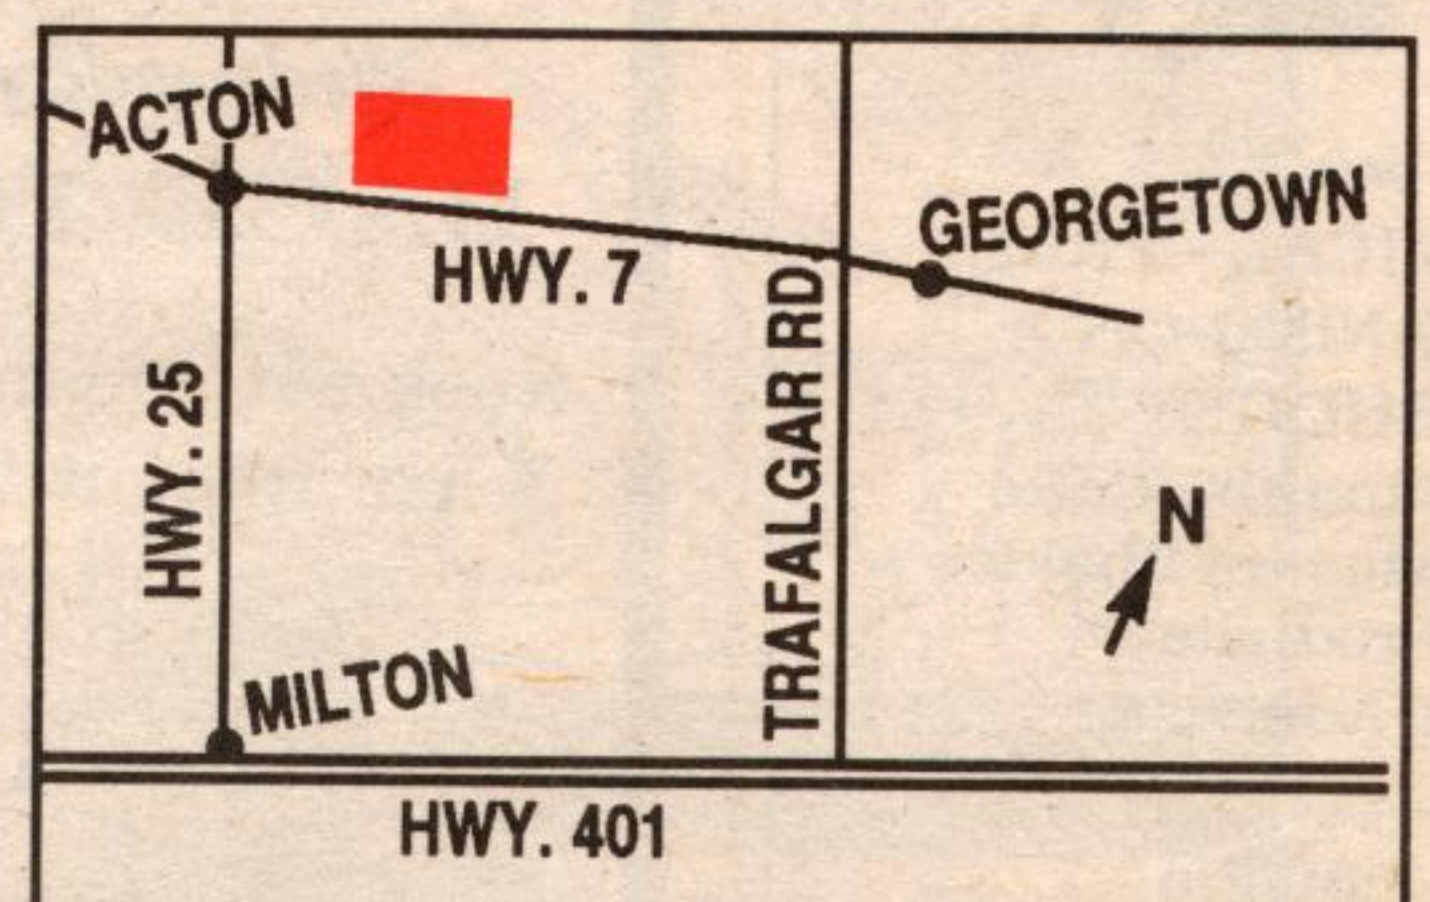 ACTON
GEORGETOWN
HWY. 7
TRAFALGAR RD.
HWY. 25
N
MILTON
HWY. 401